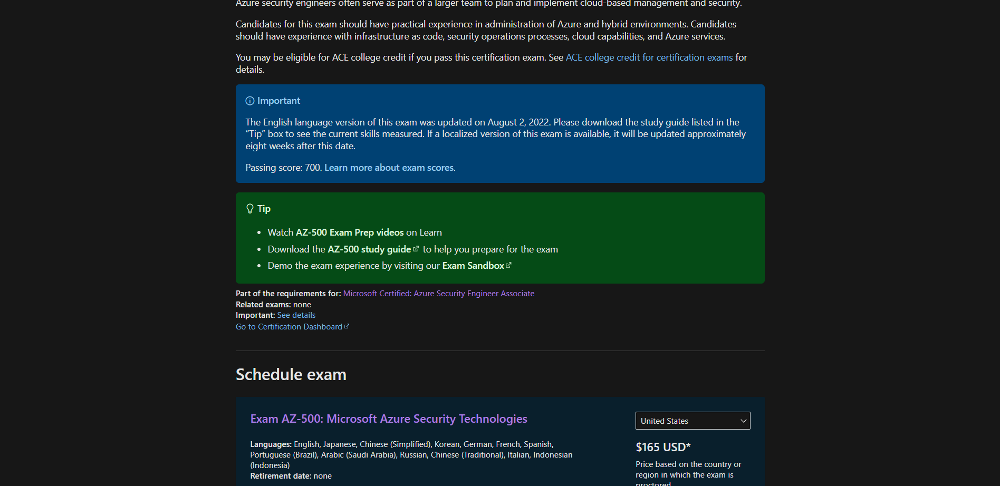 Azure security engineers often serve as part of a larger team to plan and implement cloud-based management and security.
Candidates for this exam should have practical experience in administration of Azure and hybrid environments. Candidates
should have experience with infrastructure as code, security operations processes, cloud capabilities, and Azure services.
You may be eligible for ACE college credit if you pass this certification exam. See ACE college credit for certification exams for
details.
Important
The English language version of this exam was updated on August 2, 2022. Please download the study guide listed in the
“Tip” box to see the current skills measured. If a localized version of this exam is available, it will be updated approximately
eight weeks after this date.
Passing score: 700. Learn more about exam scores.
Tip
• Watch AZ-500 Exam Prep videos on Learn
• Download the AZ-500 study guide to help you prepare for the exam
• Demo the exam experience by visiting our Exam Sandbox
Part of the requirements for: Microsoft Certified: Azure Security Engineer Associate
Related exams: none
Important: See details
Go to Certification Dashboard
Schedule exam
Exam AZ-500: Microsoft Azure Security Technologies
Languages: English, Japanese, Chinese (Simplified), Korean, German, French, Spanish,
Portuguese (Brazil), Arabic (Saudi Arabia), Russian, Chinese (Traditional), Italian, Indonesian
(Indonesia)
Retirement date: none
United States
$165 USD*
Price based on the country or
region in which the exam is
proctored